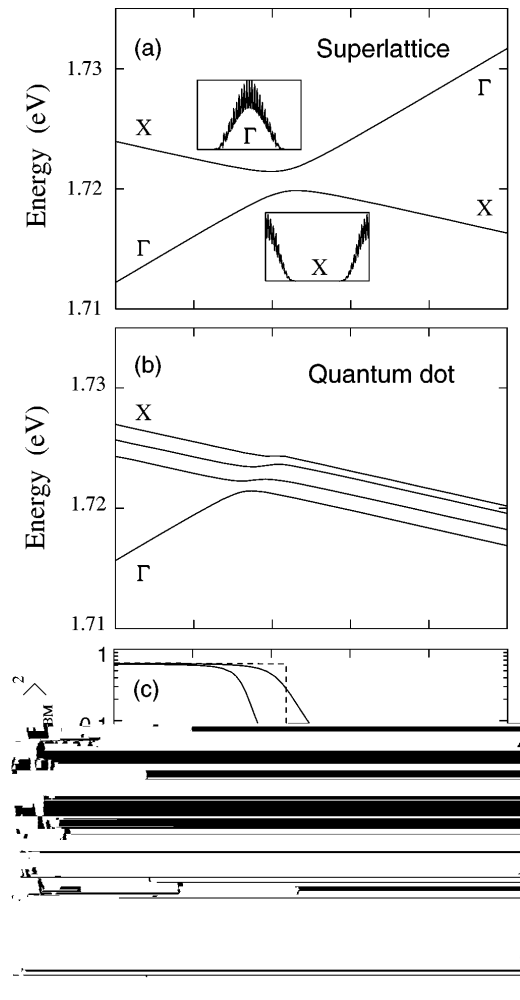 (a) Superlattice
1.73
Γ
X
Γ
1.72
Energy (eV)
X
X
Γ
1.71
(b)
1.73
Quantum dot
X
Energy (eV)
1.72
Γ
1.71
1
(c)
BM
2
0.1